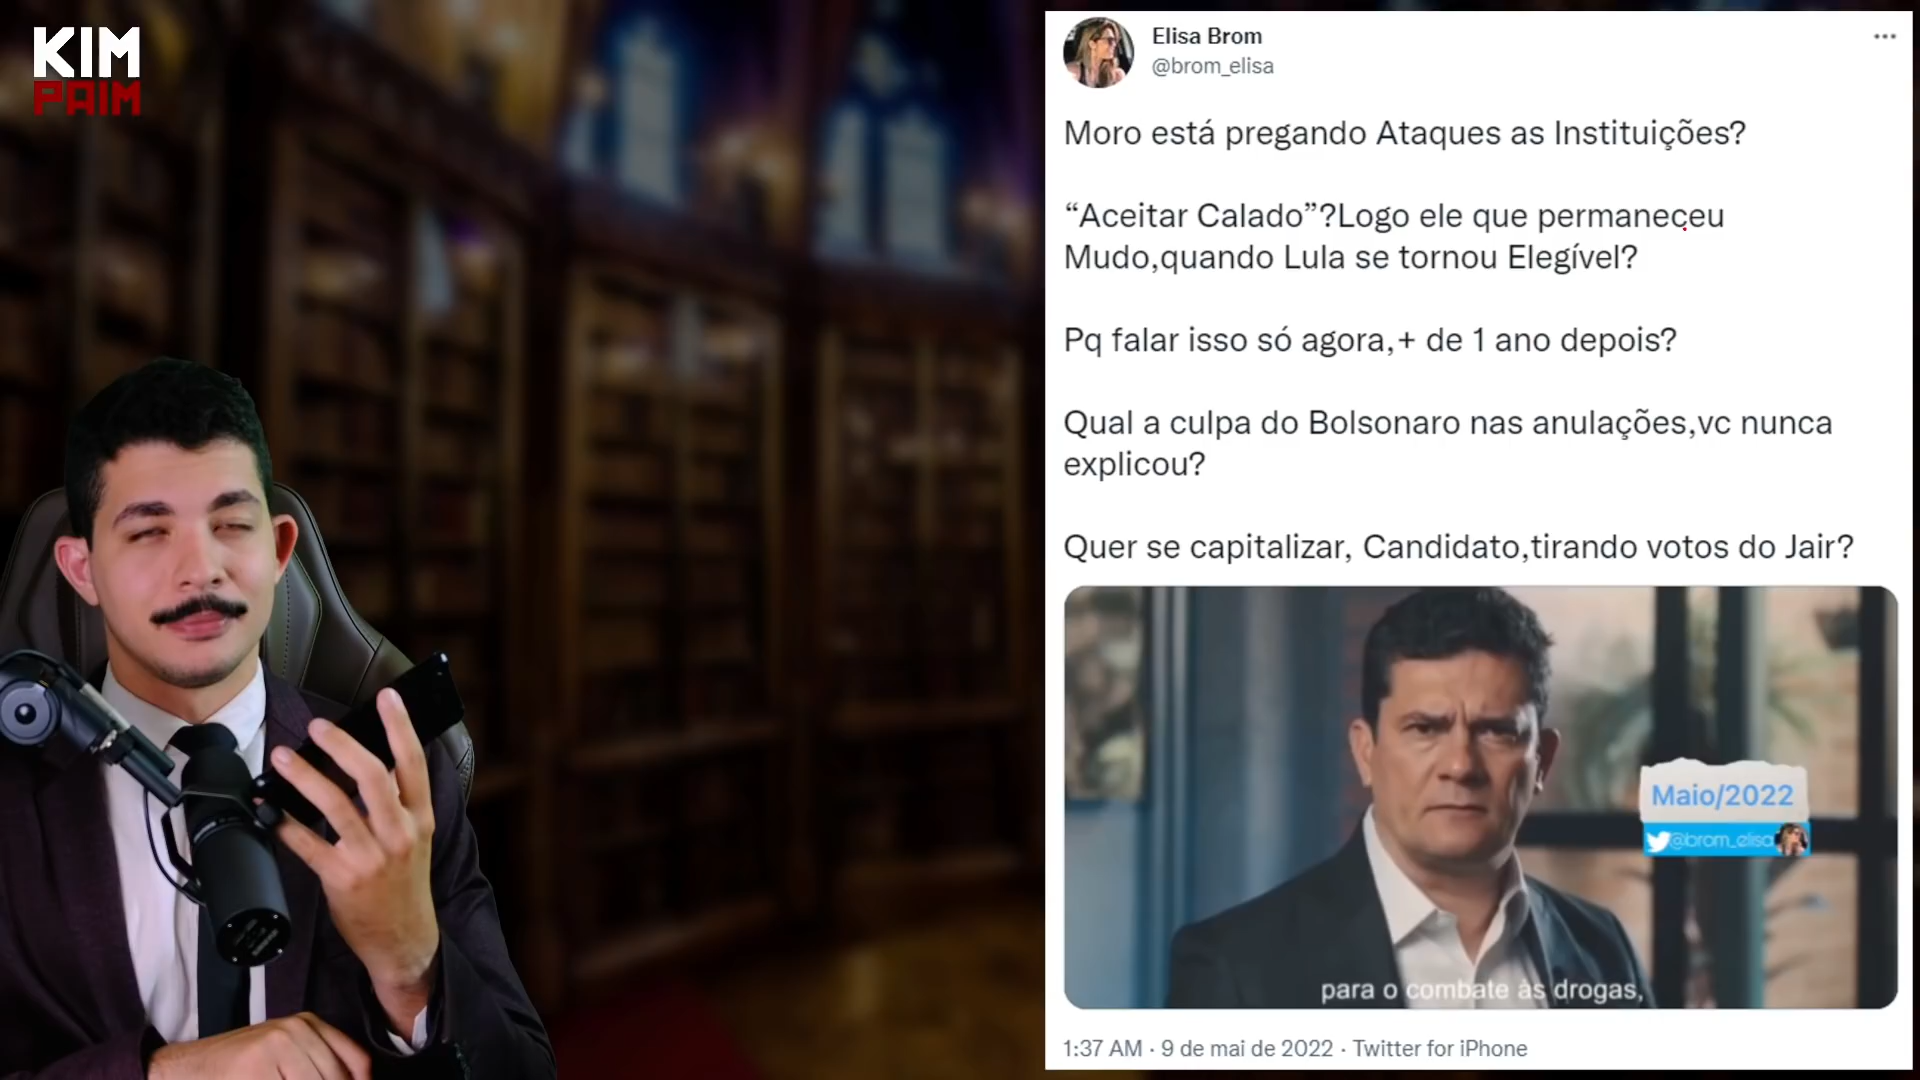 KIM
PAIM
Elisa Brom
@brom_elisa
Moro está pregando Ataques as Instituições?
“Aceitar Calado”?Logo ele que permaneçeu
Mudo,quando Lula se tornou Elegível?
Pq falar isso só agora,+ de 1 ano depois?
Qual a culpa do Bolsonaro nas anulações,vc nunca
explicou?
Quer se capitalizar, Candidato,tirando votos do Jair?
Maio/2022
@brom_elisa
para o combate às drogas,
1:37 AM · 9 de mai de 2022 · Twitter for iPhone